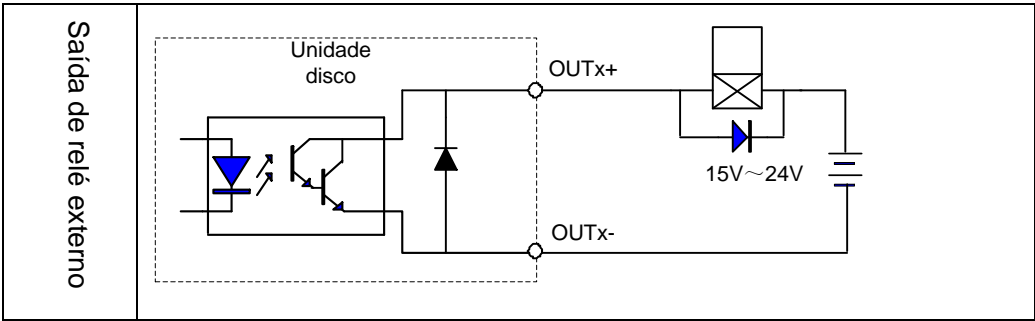 Saída de relé externo
Unidade
disco
OUTx+
15V～24V
OUTx-